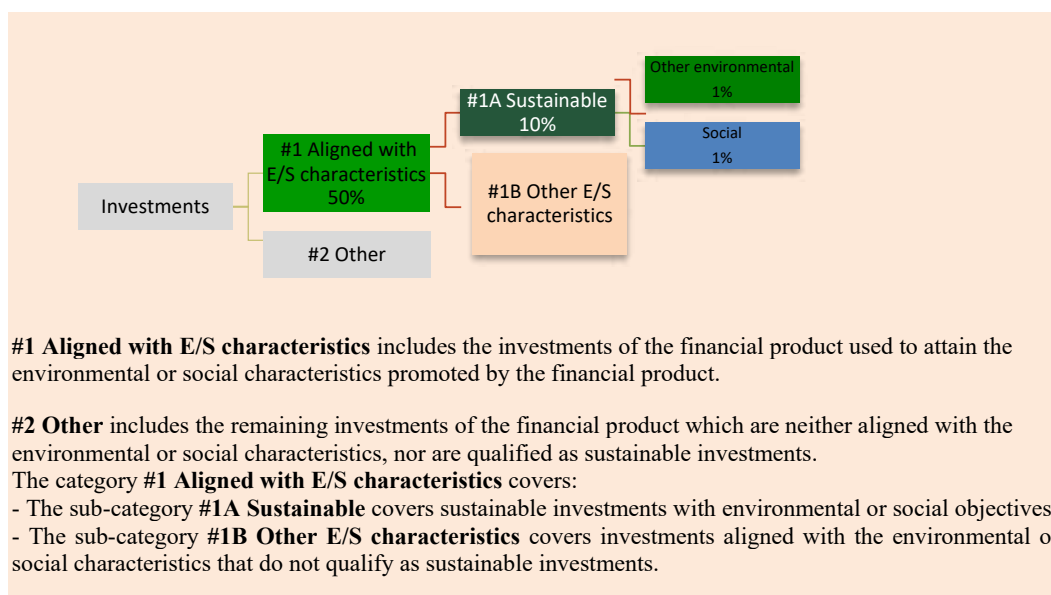 Investments
#1 Aligned with
E/S characteristics
50%
#2 Other
#1A Sustainable
10%
#1B Other E/S
characteristics
Other environmental
1%
Social
1%
#1 Aligned with E/S characteristics includes the investments of the financial product used to attain the
environmental or social characteristics promoted by the financial product.
#2 Other includes the remaining investments of the financial product which are neither aligned with the
environmental or social characteristics, nor are qualified as sustainable investments.
The category #1 Aligned with E/S characteristics covers:
- The sub-category #1A Sustainable covers sustainable investments with environmental or social objectives
- The sub-category #1B Other E/S characteristics covers investments aligned with the environmental o
social characteristics that do not qualify as sustainable investments.